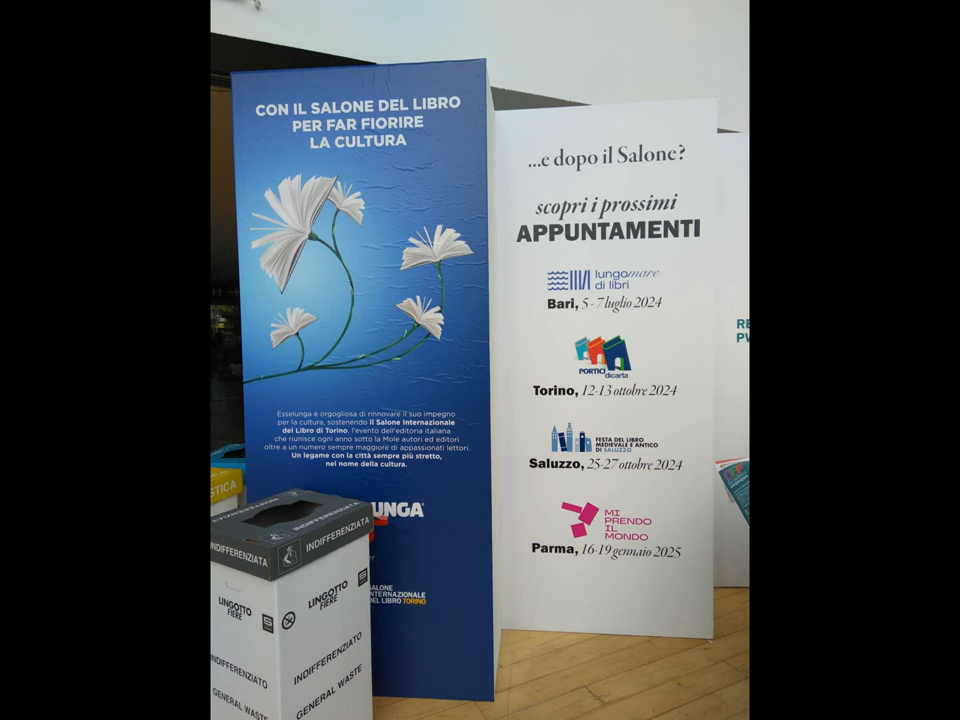 CON IL SALONE DEL LIBRO
PER FAR FIORIRE
LA CULTURA
Esselunga è orgogliosa di rinnovare il suo impegno
per la cultura, sostenendo il Salone Internazionale
del Libro di Torino, l'evento dell'editoria italiana
che riunisce ogni anno sotto la Mole autori ed editori
oltre a un numero sempre maggiore di appassionati lettori.
Un legame con la città sempre più stretto,
nel nome della cultura.
UNGA
SALONE
INTERNAZIONALE
DEL LIBRO TORINO
...e dopo il Salone?
scopri i prossimi
APPUNTAMENTI
lungomare
di libri
Bari, 5-7 luglio 2024
PORTICI
dicarta
Torino, 12-13 ottobre 2024
FESTA DEL LIBRO
MEDIEVALE E ANTICO
DI SALUZZO
Saluzzo, 25-27 ottobre 2024
MI
PRENDO
IL
MONDO
Parma, 16-19 gennaio 2025
RE
PW
STICA
INDIFFERENZIATA
INDIFFERENZIATA
INDIFFERENZIATA
LINGOTTO
FIERE
LINGOTTO
FIERE
INDIFFERENZIATO
GENERAL WASTE
INDIFFERENZIATO
GENERAL WASTE